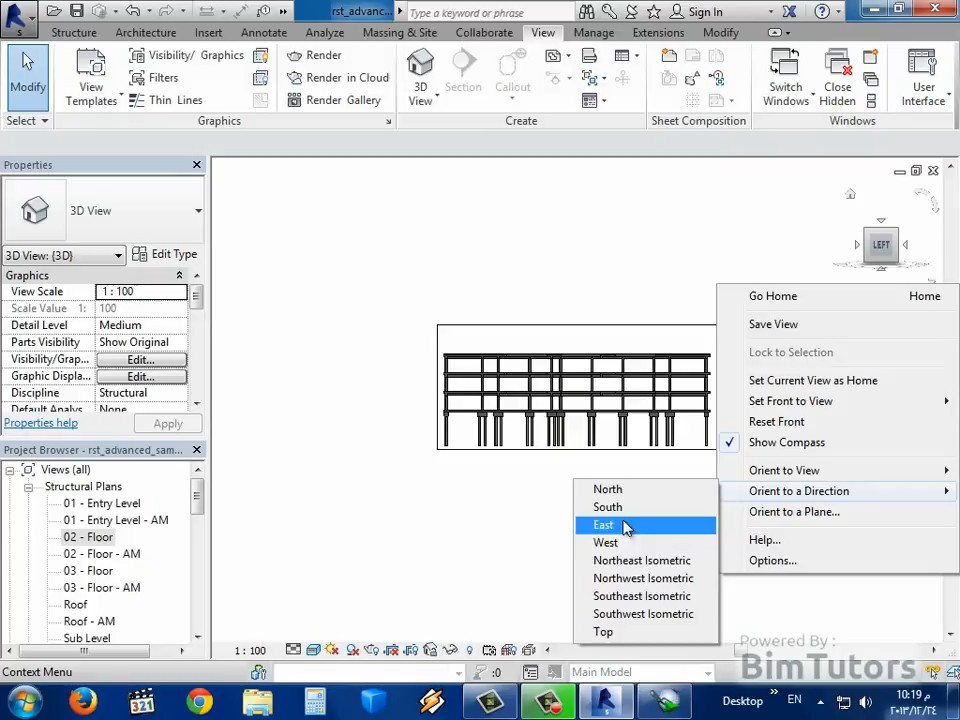 rst_advanc...
Type a keyword or phrase
Sign In
Structure
Architecture
Insert
Annotate
Analyze
Massing & Site
Collaborate
View
Manage
Extensions
Modify
Modify
View
Templates
Visibility/ Graphics
Filters
Thin Lines
Render
Render in Cloud
Render Gallery
3D
View
Section
Callout
Switch
Windows
Close
Hidden
User
Interface
Select
Graphics
Create
Sheet Composition
Windows
Properties
3D View
3D View: {3D}
Edit Type
Graphics
View Scale
1 : 100
Scale Value 1:
100
Detail Level
Medium
Parts Visibility
Show Original
Visibility/Grap...
Edit...
Graphic Displa...
Edit...
Discipline
Structural
Default Analys...
None
Properties help
Apply
Project Browser - rst_advanced_sam...
Views (all)
Structural Plans
01 - Entry Level
01 - Entry Level - AM
02 - Floor
02 - Floor - AM
03 - Floor
03 - Floor - AM
Roof
Roof - AM
Sub Level
LEFT
Go Home Home
Save View
Lock to Selection
Set Current View as Home
Set Front to View
Reset Front
Show Compass
Orient to View
Orient to a Direction
Orient to a Plane...
Help...
Options...
North
South
East
West
Northeast Isometric
Northwest Isometric
Southeast Isometric
Southwest Isometric
Top
1 : 100
Powered By :
BimTutors
Context Menu
:0
Main Model
321
Desktop
EN
10:19 م
٢٠١٣/١٢/٢٤